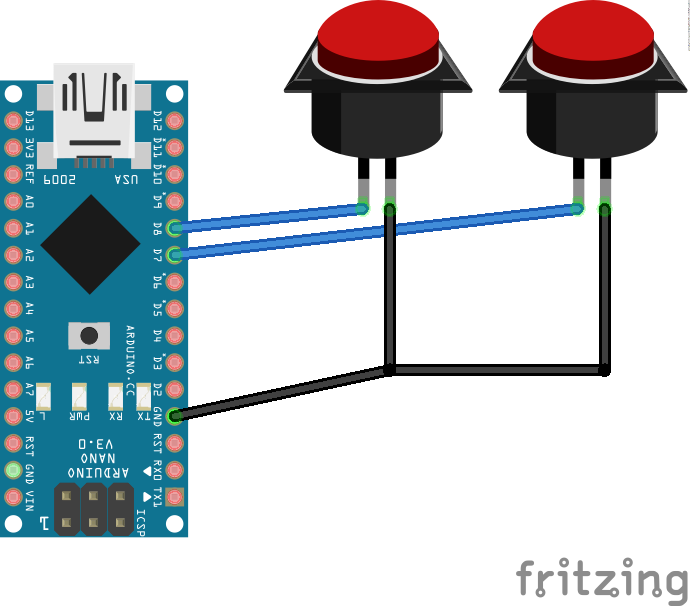 D13
3V3
REF
A0
A1
A2
A3
A4
A5
A6
A7
5V
RST
GND
VIN
D12
D11
D10
D9
D8
D7
D6
D5
D4
D3
D2
GND
RST
RX0
TX1
2009
USA
RST
ARDUINO.CC
L
PWR
RX
TX
ARDUINO
NANO
V3.0
ICSP
1
fritzing